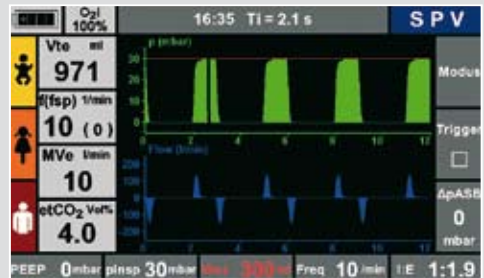 O₂I
100%
16:35 Ti = 2.1 s
S P V
Vte ml
971
f(fsp) 1/min
10 ( 0 )
MVe l/min
10
etCO₂ Vol%
4.0
p (mbar)
30
20
10
0
0 2 4 6 8 10 12
Flow (l/min)
200
100
-100
-200
Modus
Trigger
ΔpASB
0
mbar
PEEP 0 mbar pInsp 30 mbar 300 Freq 10 /min I:E 1:1.9